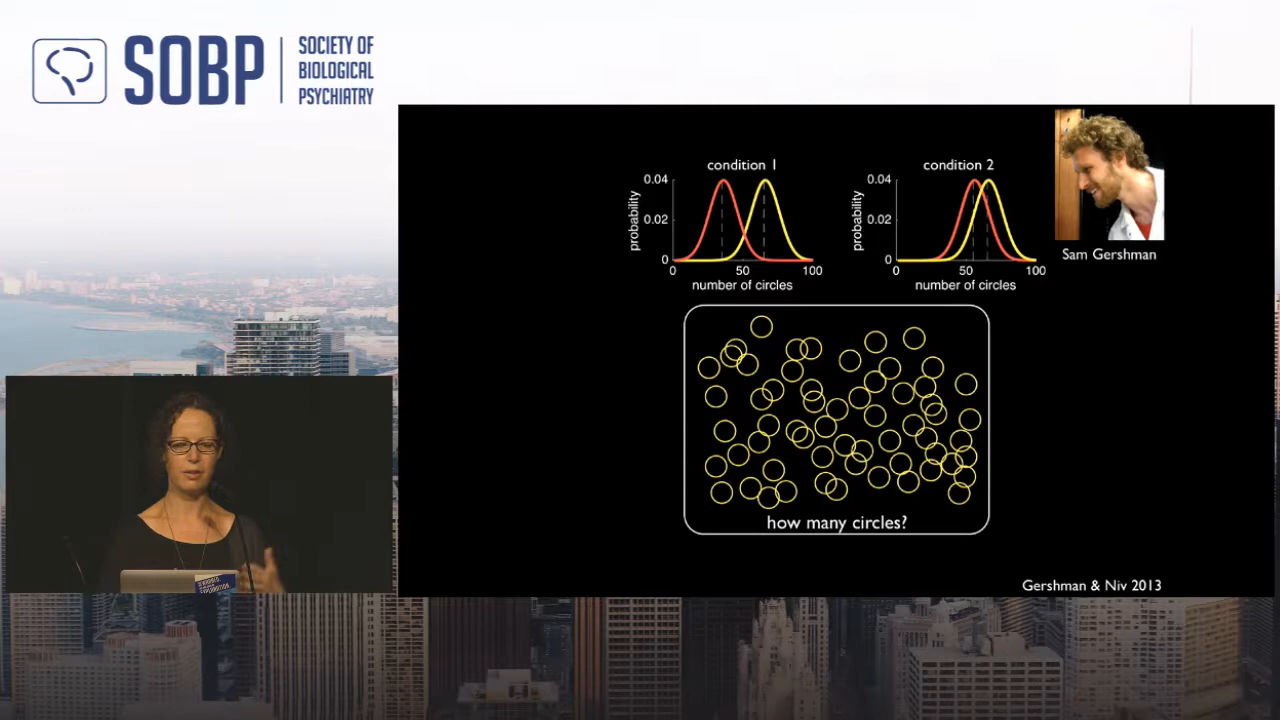 SOBP
SOCIETY OF
BIOLOGICAL
PSYCHIATRY
condition 1
0.04
0.02
0
probability
0
50
100
number of circles
condition 2
0.04
0.02
0
probability
0
50
100
number of circles
Sam Gershman
how many circles?
Gershman & Niv 2013